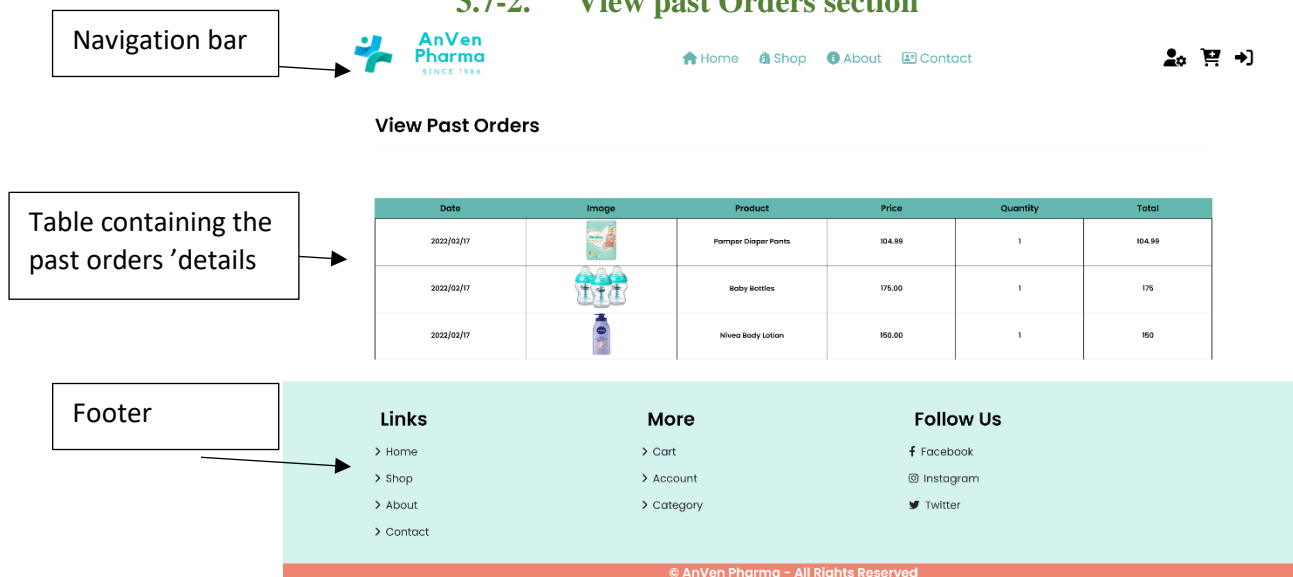 5.7-2. View past Orders section
Navigation bar
AnVen
Pharma
SINCE 1986
Home Shop About Contact
View Past Orders
Table containing the
past orders ’details
Date Image Product Price Quantity Total
2022/02/17 Pamper Diaper Pants 104.99 1 104.99
2022/02/17 Baby Bottles 175.00 1 175
2022/02/17 Nivea Body Lotion 150.00 1 150
Footer
Links More Follow Us
Home Cart Facebook
Shop Account Instagram
About Category Twitter
Contact
© AnVen Pharma - All Rights Reserved